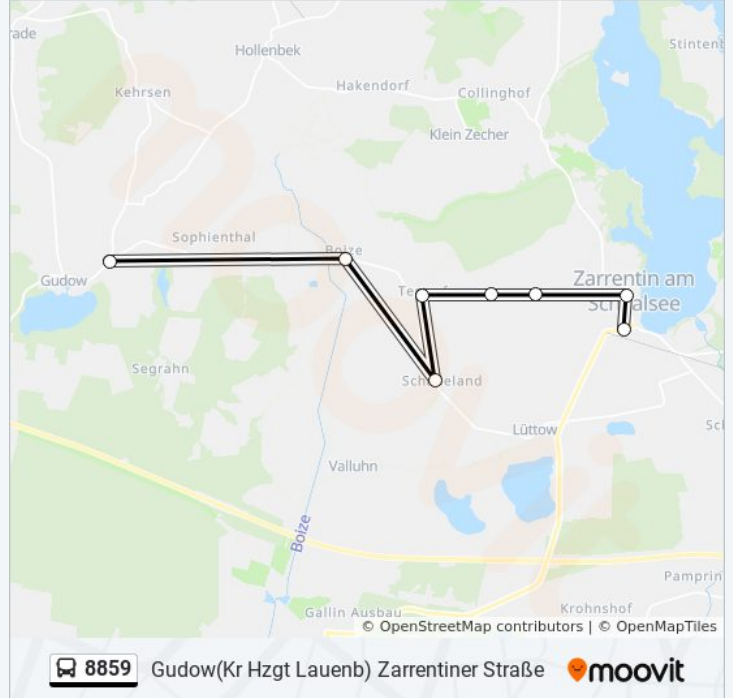 Hollenbek
Stintenb
Kehrsen
Hakendorf
Collinghof
Klein Zecher
Sophienthal
Boize
Gudow
Zarrentin am
Segrahn
Lüttow
Valluhn
Boize
Pamprin
Gallin Ausbau
Krohnshof
© OpenStreetMap contributors | © OpenMapTiles
8859 Gudow(Kr Hzgt Lauenb) Zarrentiner Straße moovit